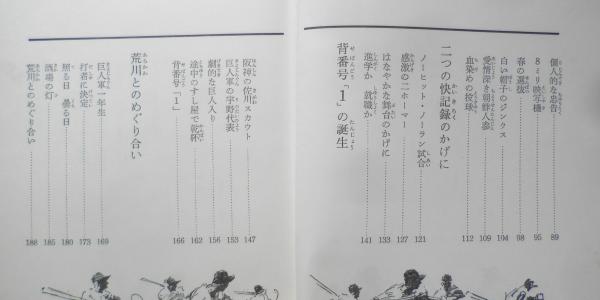 個人的な忠告 89
8ミリ映写機 95
春の選抜 98
白い帽子のジンクス 104
愛情深き朝鮮人参 109
血染めの投球 112
二つの快記録のかげに
ノーヒット・ノーラン試合 121
感激の二ホーマー 127
はなやかな舞台のかげに 133
進学か 就職か 141
背番号「1」の誕生
阪神の佐川スカウト 147
巨人軍の宇野代表 153
劇的な巨人入り 156
途中のすし屋で乾杯 162
背番号「1」 166
荒川とのめぐり合い
巨人軍一年生 169
打者に決定 173
照る日 曇る日 180
酒場の灯 185
荒川とのめぐり合い 188